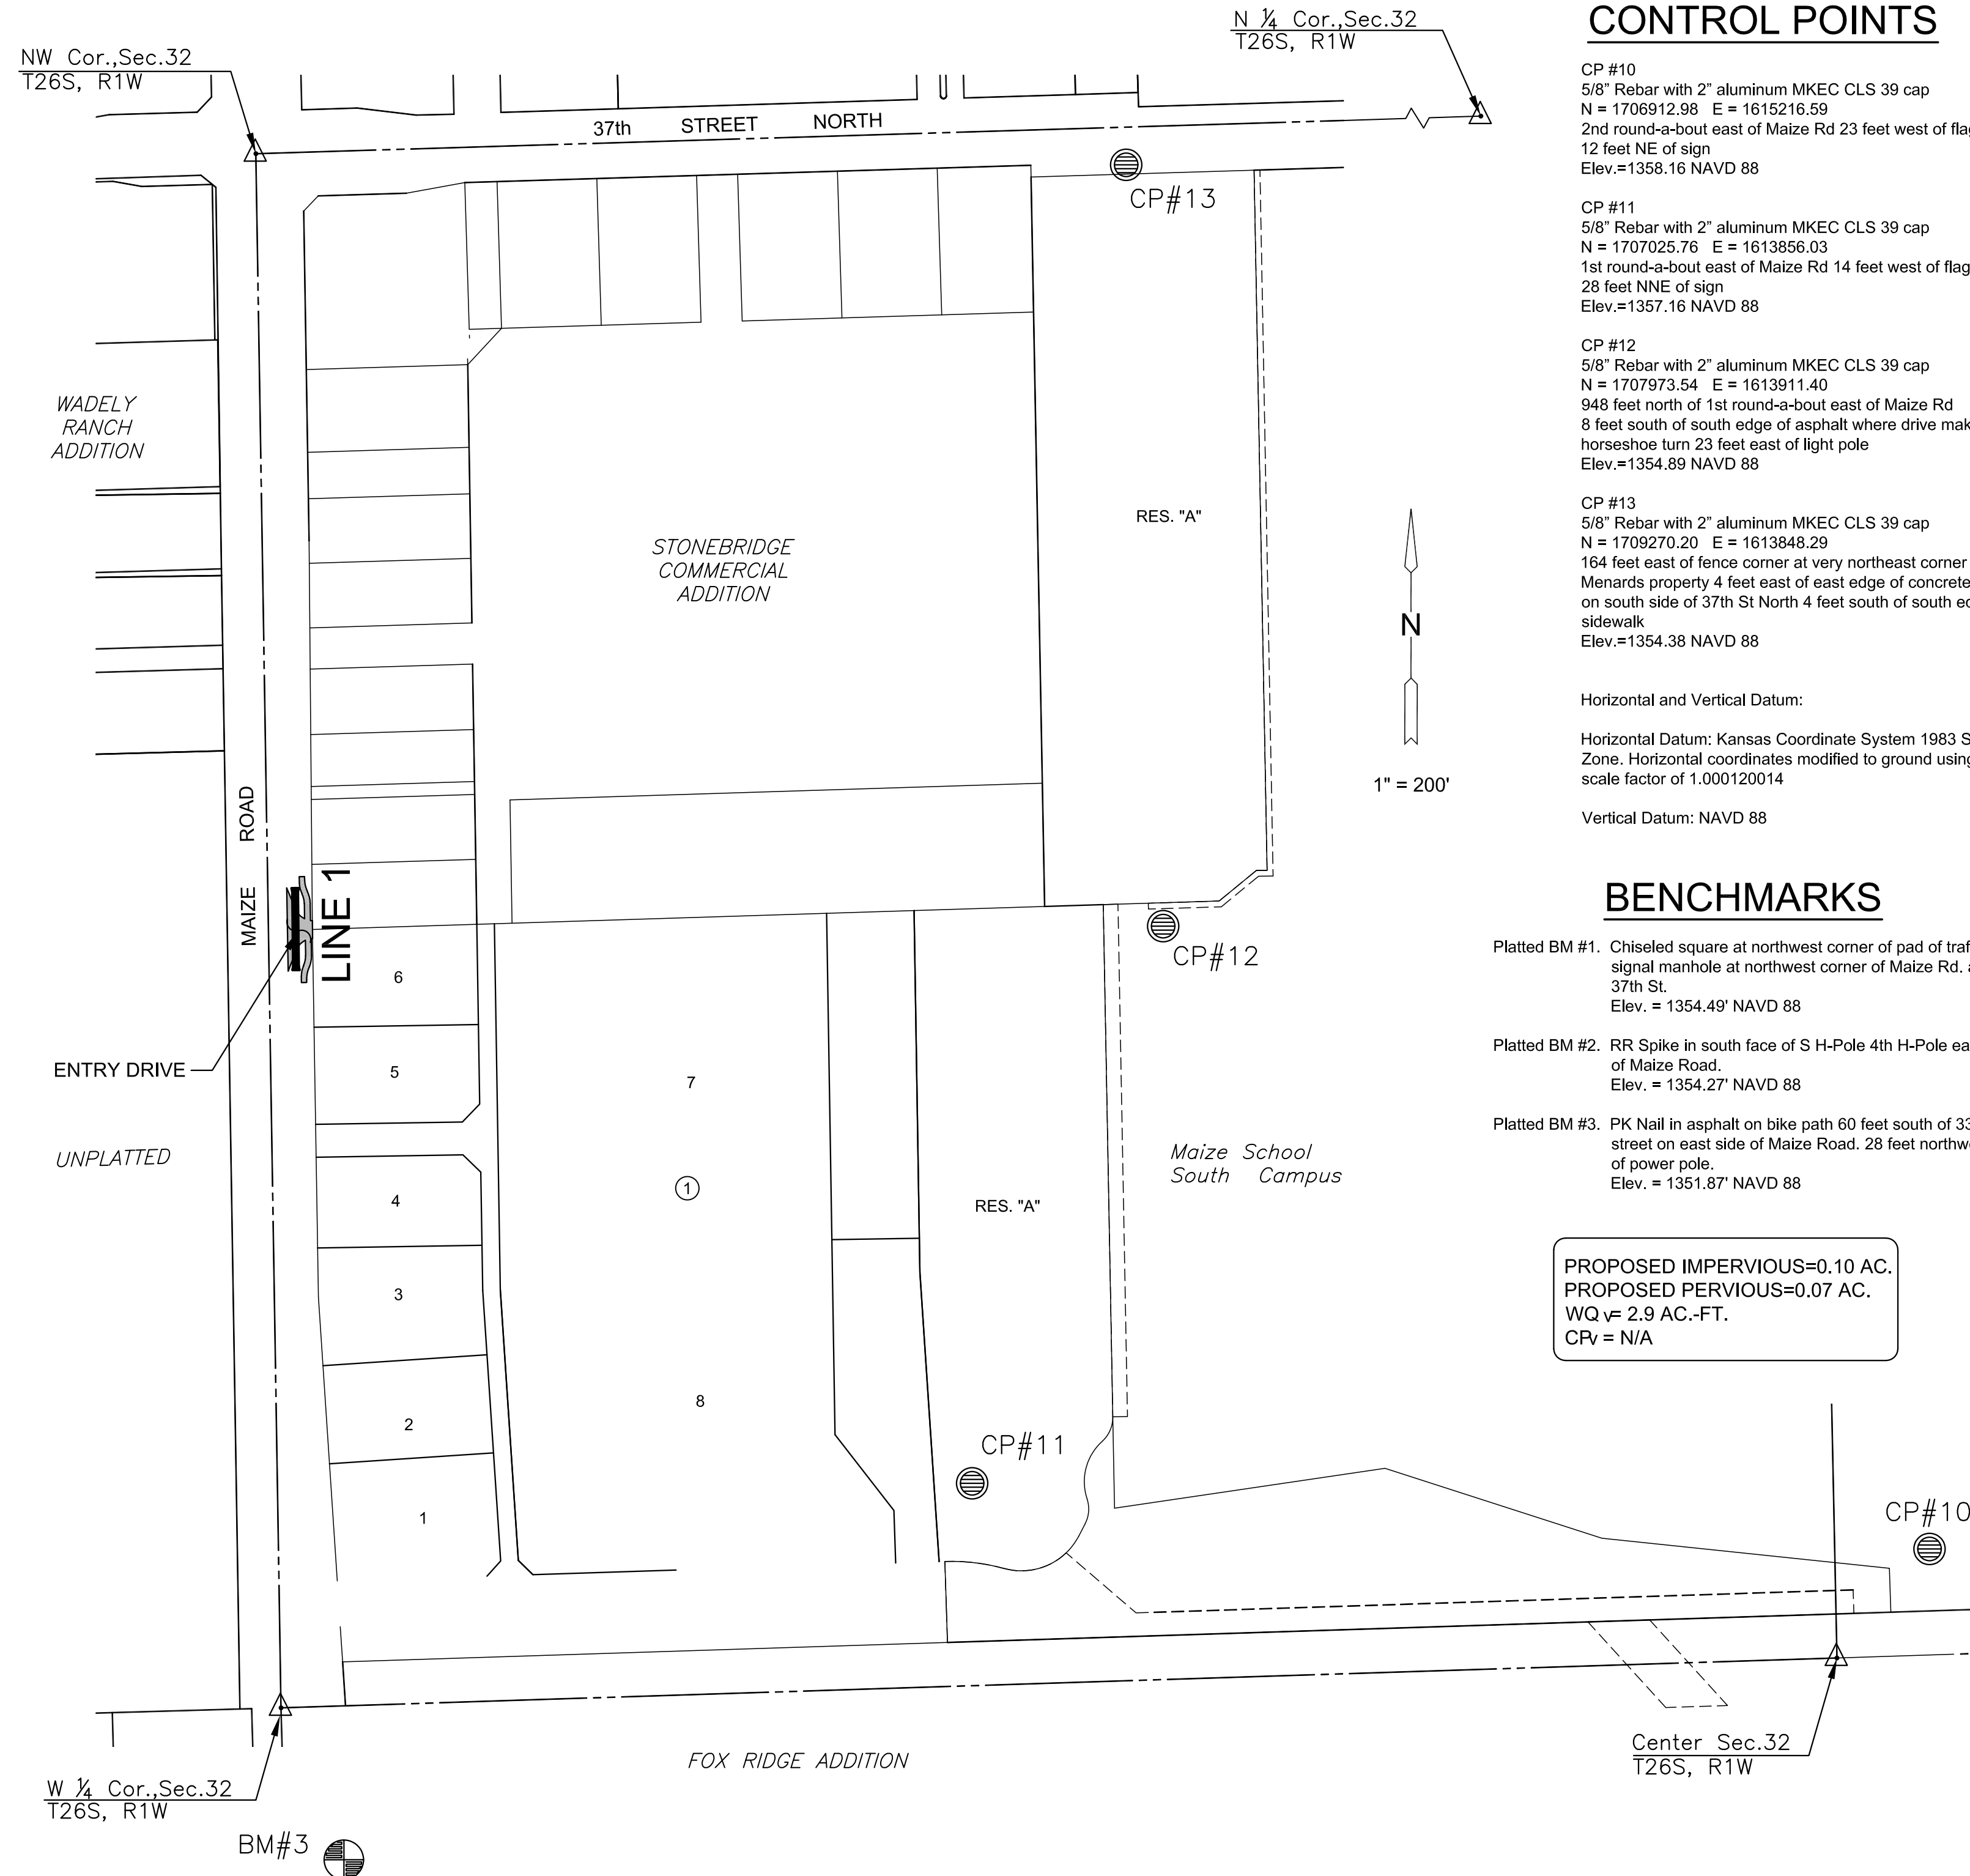 NW Cor.,Sec.32
T26S, R1W
N ¼ Cor.,Sec.32
T26S, R1W
37th STREET NORTH
CP#13
WADELY
RANCH
ADDITION
STONEBRIDGE
COMMERCIAL
ADDITION
RES. "A"
N
1" = 200'
MAIZE ROAD
LINE 1
CP#12
ENTRY DRIVE
UNPLATTED
6
5
4
3
2
1
7
1
8
RES. "A"
Maize School
South Campus
CP#11
CP#10
FOX RIDGE ADDITION
W ¼ Cor.,Sec.32
T26S, R1W
Center Sec.32
T26S, R1W
BM#3
CONTROL POINTS
CP #10
5/8" Rebar with 2" aluminum MKEC CLS 39 cap
N = 1706912.98 E = 1615216.59
2nd round-a-bout east of Maize Rd 23 feet west of
12 feet NE of sign
Elev.=1358.16 NAVD 88
CP #11
5/8" Rebar with 2" aluminum MKEC CLS 39 cap
N = 1707025.76 E = 1613856.03
1st round-a-bout east of Maize Rd 14 feet west of flag
28 feet NNE of sign
Elev.=1357.16 NAVD 88
CP #12
5/8" Rebar with 2" aluminum MKEC CLS 39 cap
N = 1707973.54 E = 1613911.40
948 feet north of 1st round-a-bout east of Maize Rd
8 feet south of south edge of asphalt where drive
horseshoe turn 23 feet east of light pole
Elev.=1354.89 NAVD 88
CP #13
5/8" Rebar with 2" aluminum MKEC CLS 39 cap
N = 1709270.20 E = 1613848.29
164 feet east of fence corner at very northeast corner
Menards property 4 feet east of east edge of concrete
on south side of 37th St North 4 feet south of south
sidewalk
Elev.=1354.38 NAVD 88
Horizontal and Vertical Datum:
Horizontal Datum: Kansas Coordinate System 1983
Zone. Horizontal coordinates modified to ground using
scale factor of 1.000120014
Vertical Datum: NAVD 88
BENCHMARKS
Platted BM #1. Chiseled square at northwest corner of pad of
signal manhole at northwest corner of Maize Rd.
37th St.
Elev. = 1354.49' NAVD 88
Platted BM #2. RR Spike in south face of S H-Pole 4th H-Pole
of Maize Road.
Elev. = 1354.27' NAVD 88
Platted BM #3. PK Nail in asphalt on bike path 60 feet south of
street on east side of Maize Road. 28 feet
of power pole.
Elev. = 1351.87' NAVD 88
PROPOSED IMPERVIOUS=0.10 AC.
PROPOSED PERVIOUS=0.07 AC.
WQv= 2.9 AC.-FT.
CPv = N/A